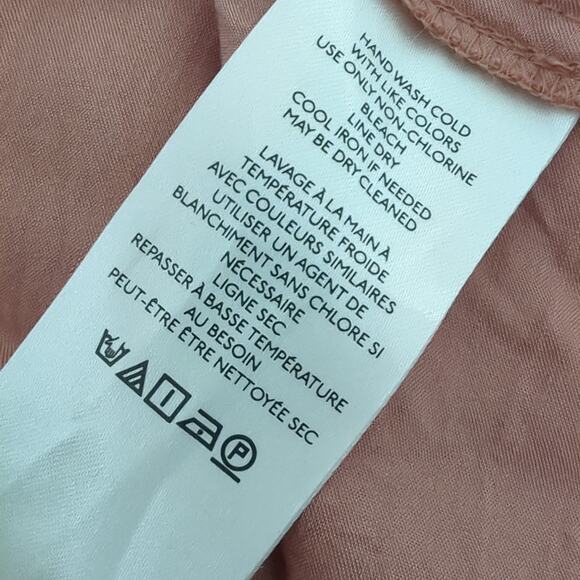 HAND WASH COLD
WITH LIKE COLORS
USE ONLY NON-CHLORINE
BLEACH
LINE DRY
COOL IRON IF NEEDED
MAY BE DRY CLEANED
LAVAGE À LA MAIN À
TEMPÉRATURE FROIDE
AVEC COULEURS SIMILAIRES
UTILISER UN AGENT DE
BLANCHIMENT SANS CHLORE SI
NÉCESSAIRE
LIGNE SEC
REPASSER À BASSE TEMPÉRATURE
AU BESOIN
PEUT-ÊTRE ÊTRE NETTOYÉE SEC
P